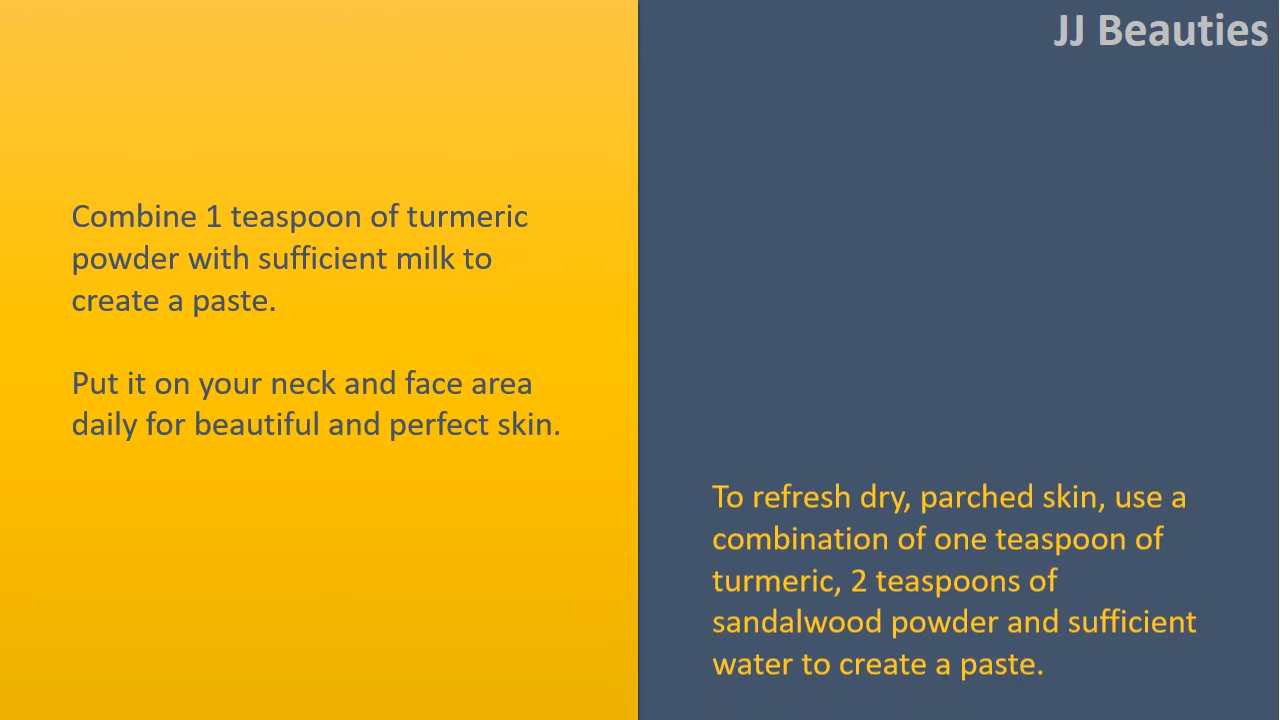 JJ Beauties
Combine 1 teaspoon of turmeric
powder with sufficient milk to
create a paste.
Put it on your neck and face area
daily for beautiful and perfect skin.
To refresh dry, parched skin, use a
combination of one teaspoon of
turmeric, 2 teaspoons of
sandalwood powder and sufficient
water to create a paste.